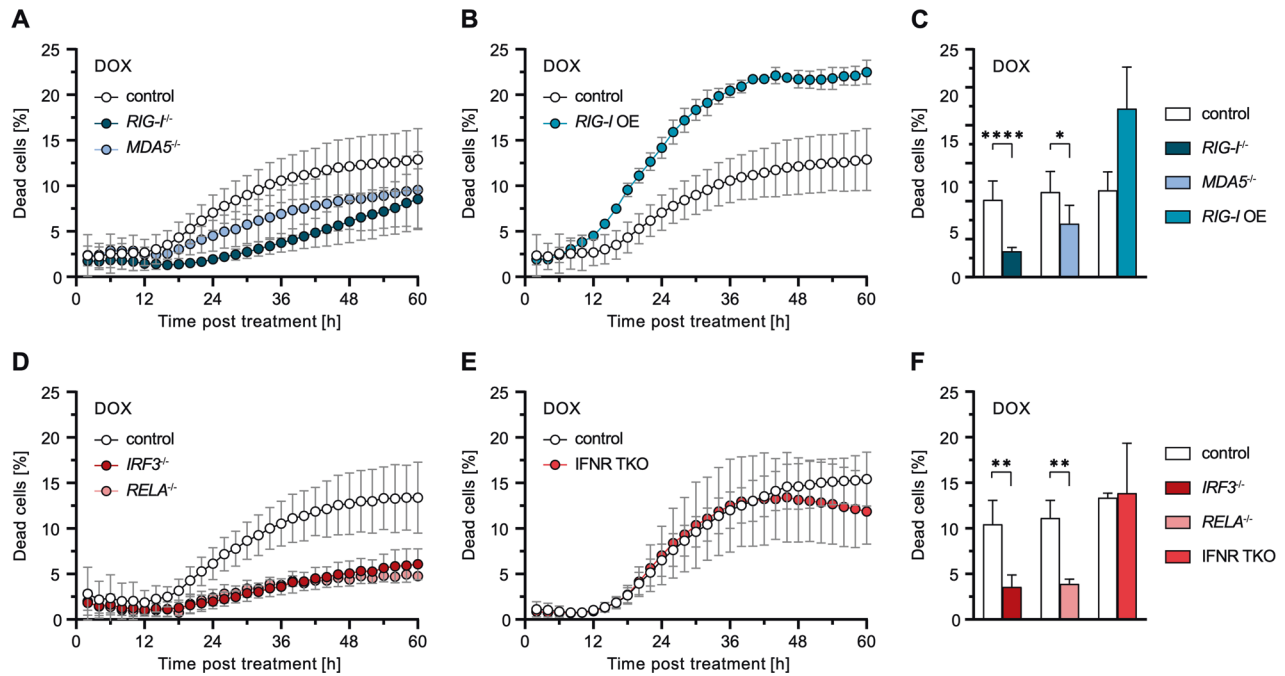 A
DOX
control
RIG-I-/-
MDA5-/-
Dead cells [%]
25
20
15
10
5
0
0 12 24 36 48 60
Time post treatment [h]
B
DOX
control
RIG-I OE
Dead cells [%]
25
20
15
10
5
0
0 12 24 36 48 60
Time post treatment [h]
C
DOX
Dead cells [%]
25
20
15
10
5
0
**** *
control
RIG-I-/-
MDA5-/-
RIG-I OE
D
DOX
control
IRF3-/-
RELA-/-
Dead cells [%]
25
20
15
10
5
0
0 12 24 36 48 60
Time post treatment [h]
E
DOX
control
IFNR TKO
Dead cells [%]
25
20
15
10
5
0
0 12 24 36 48 60
Time post treatment [h]
F
DOX
Dead cells [%]
25
20
15
10
5
0
** **
control
IRF3-/-
RELA-/-
IFNR TKO